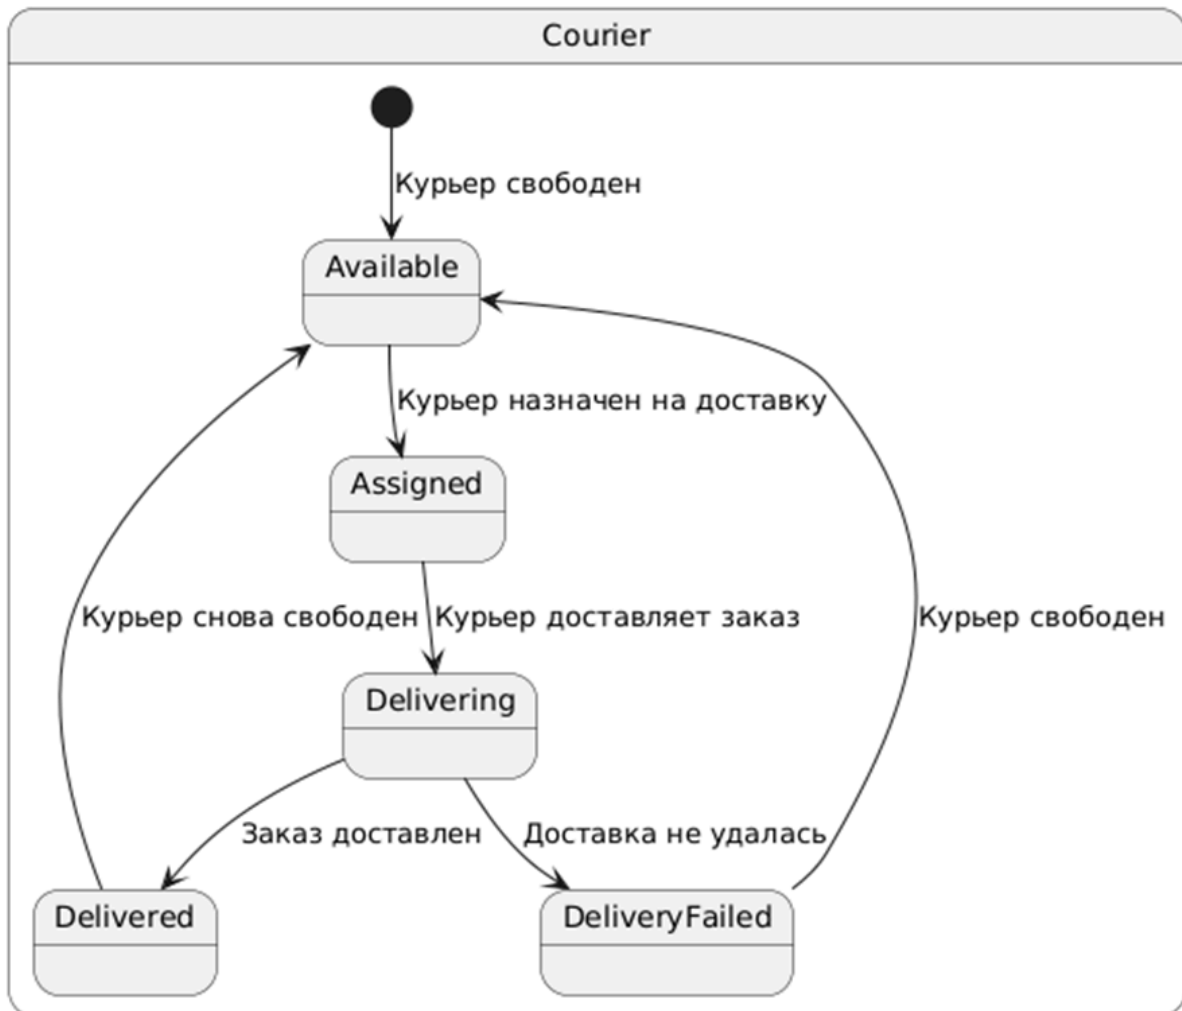 Courier
Курьер свободен
Available
Курьер назначен на доставку
Assigned
Курьер снова свободен
Курьер доставляет заказ
Курьер свободен
Delivering
Заказ доставлен
Доставка не удалась
Delivered
DeliveryFailed